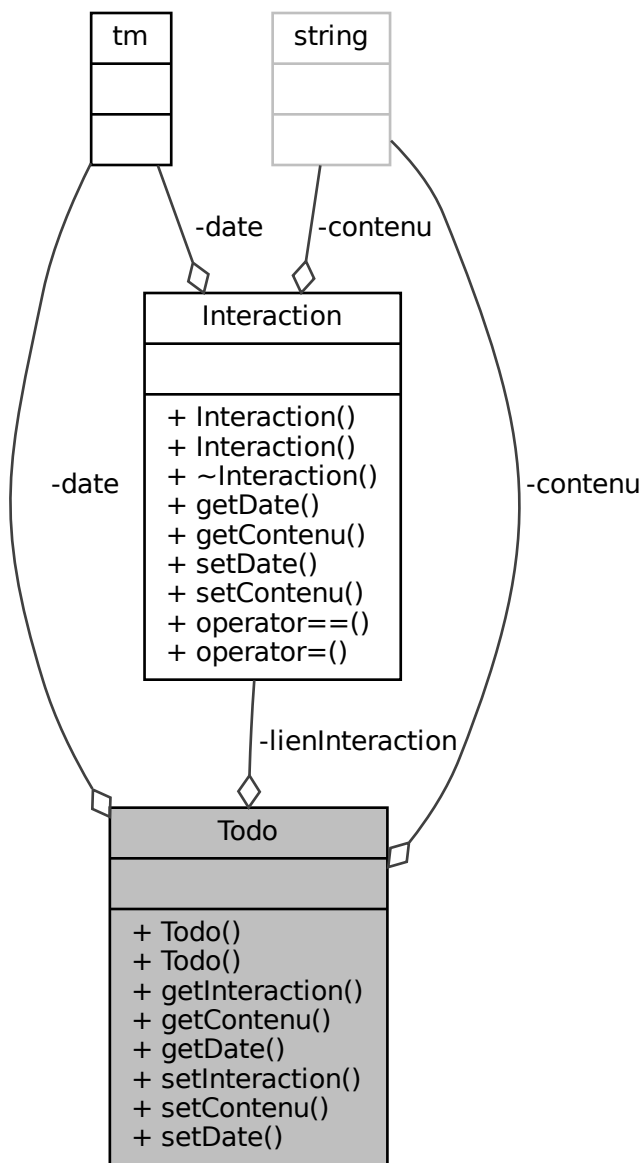 tm
string
-date
-contenu
Interaction
+ Interaction()
+ Interaction()
+ ~Interaction()
+ getDate()
+ getContenu()
+ setDate()
+ setContenu()
+ operator==()
+ operator=()
-date
-contenu
-lienInteraction
Todo
+ Todo()
+ Todo()
+ getInteraction()
+ getContenu()
+ getDate()
+ setInteraction()
+ setContenu()
+ setDate()